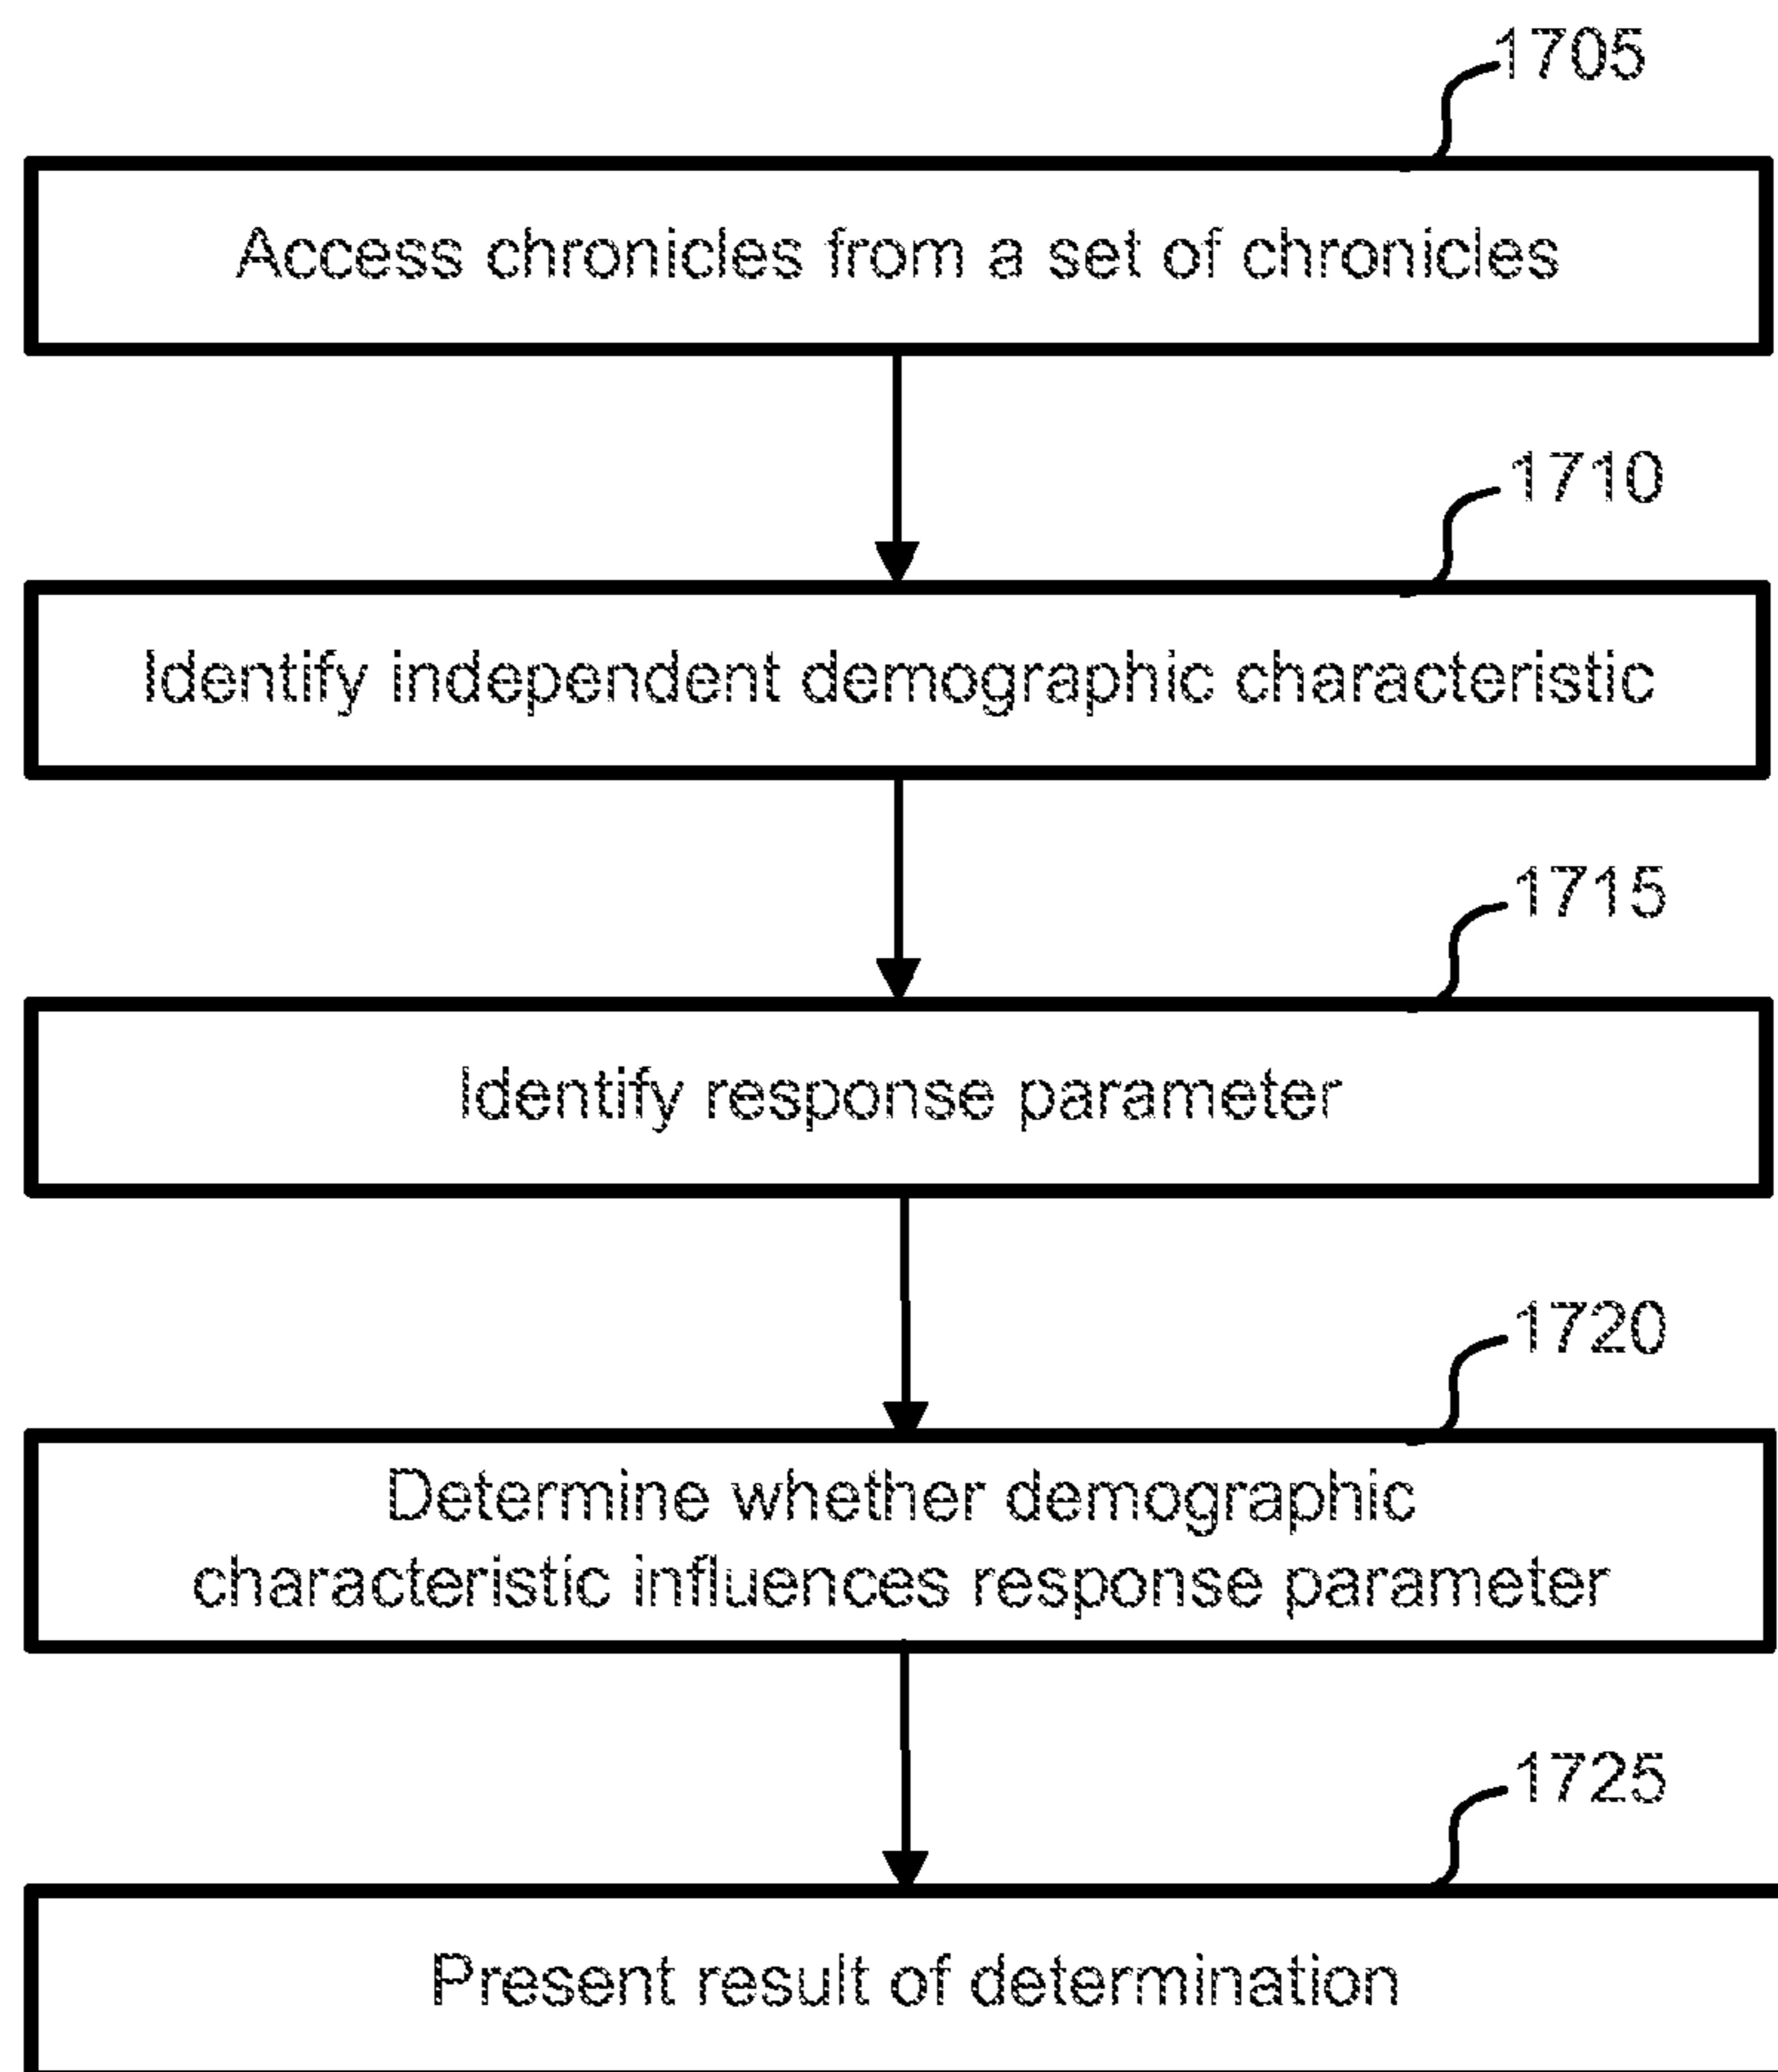 1705
Access chronicles from a set of chronicles
1710
Identify independent demographic characteristic
1715
Identify response parameter
1720
Determine whether demographic
characteristic influences response parameter
1725
Present result of determination